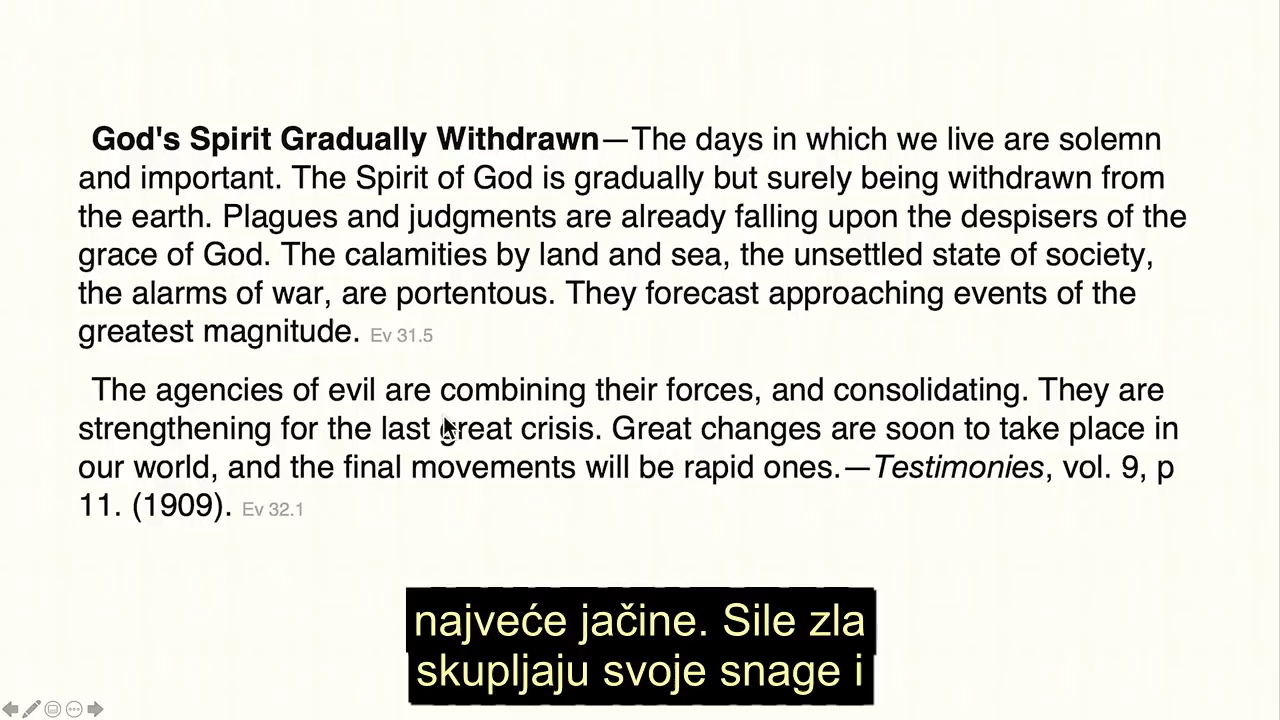 God's Spirit Gradually Withdrawn—The days in which we live are solemn
and important. The Spirit of God is gradually but surely being withdrawn from
the earth. Plagues and judgments are already falling upon the despisers of the
grace of God. The calamities by land and sea, the unsettled state of society,
the alarms of war, are portentous. They forecast approaching events of the
greatest magnitude. Ev 31.5
The agencies of evil are combining their forces, and consolidating. They are
strengthening for the last great crisis. Great changes are soon to take place in
our world, and the final movements will be rapid ones.—Testimonies, vol. 9, p
11. (1909). Ev 32.1
najveće jačine. Sile zla
skupljaju svoje snage i